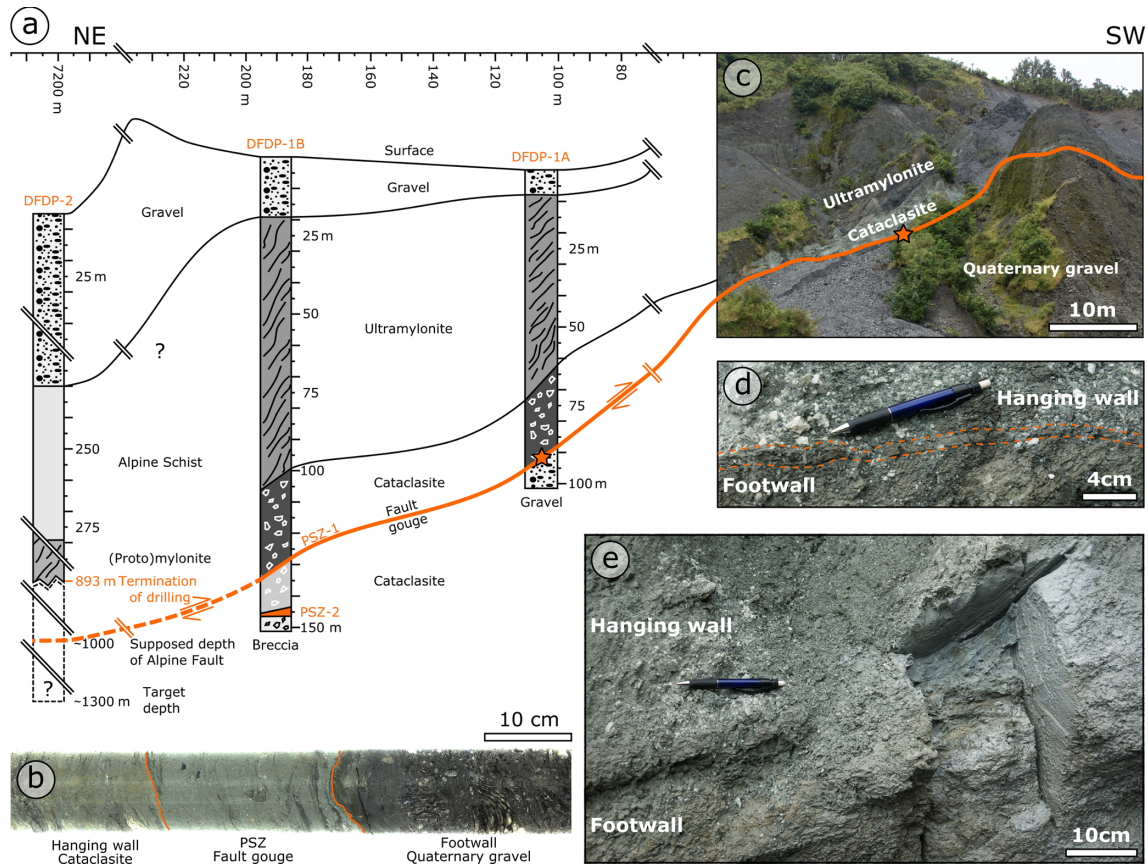 a
NE
SW
7200 m
220
200 m
180
160
140
120
100 m
80
DFDP-2
DFDP-1B
DFDP-1A
Surface
Gravel
Gravel
25 m
25 m
25 m
50
50
?
Ultramylonite
75
75
250
Alpine Schist
100
100 m
Cataclasite
Gravel
Fault
gouge
275
PSZ-1
(Proto)mylonite
Cataclasite
893 m Termination
of drilling
PSZ-2
150 m
Breccia
~1000
Supposed depth
of Alpine Fault
?
~1300 m
Target
depth
b
10 cm
Hanging wall
Cataclasite
PSZ
Fault gouge
Footwall
Quaternary gravel
c
Ultramylonite
Cataclasite
Quaternary gravel
10m
d
Hanging wall
Footwall
4cm
e
Hanging wall
Footwall
10cm